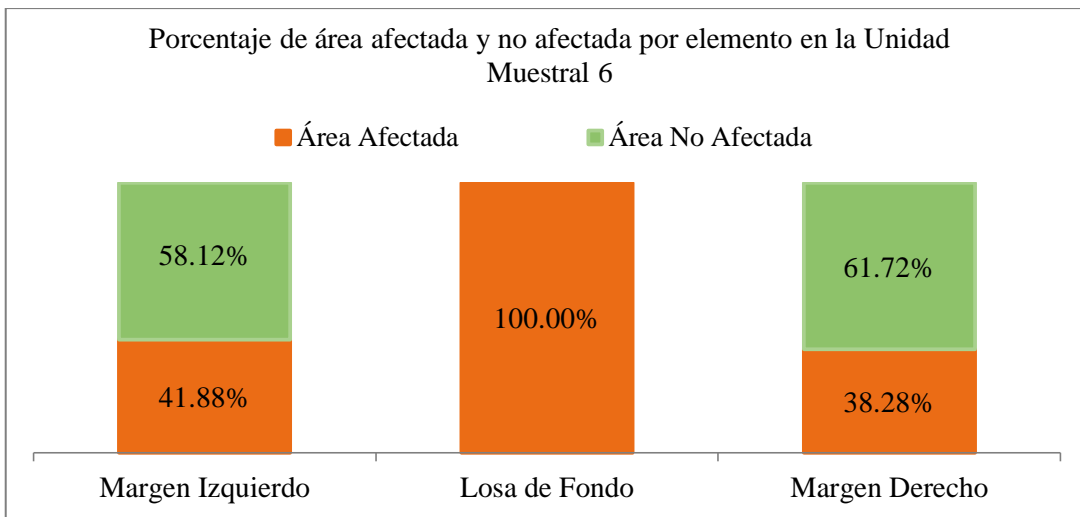 Porcentaje de área afectada y no afectada por elemento en la Unidad
Muestral 6
Área Afectada Área No Afectada
58.12% 61.72%
100.00%
41.88% 38.28%
Margen Izquierdo Losa de Fondo Margen Derecho